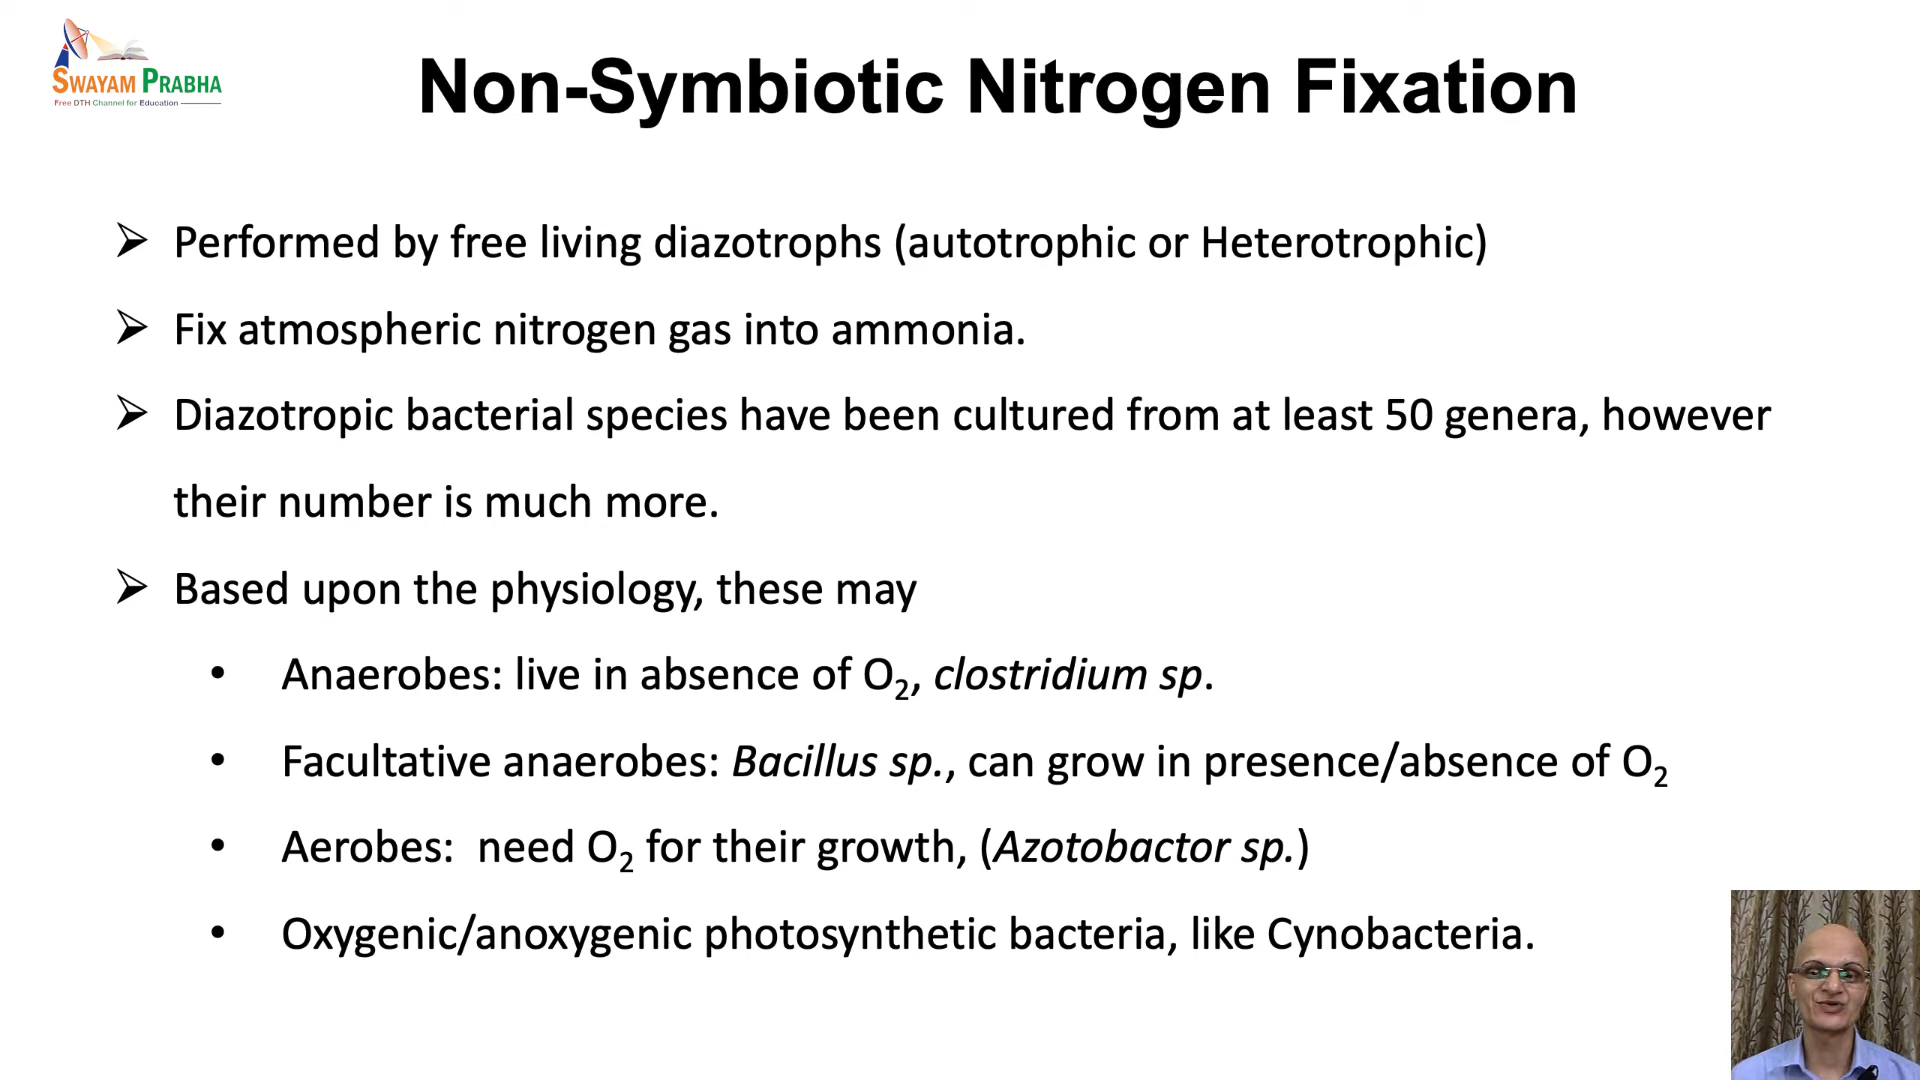 SWAYAM PRABHA
Free DTH Channel for Education
Non-Symbiotic Nitrogen Fixation
➢ Performed by free living diazotrophs (autotrophic or Heterotrophic)
➢ Fix atmospheric nitrogen gas into ammonia.
➢ Diazotropic bacterial species have been cultured from at least 50 genera, however
their number is much more.
➢ Based upon the physiology, these may
• Anaerobes: live in absence of O₂, clostridium sp.
• Facultative anaerobes: Bacillus sp., can grow in presence/absence of O₂
• Aerobes: need O₂ for their growth, (Azotobactor sp.)
• Oxygenic/anoxygenic photosynthetic bacteria, like Cynobacteria.